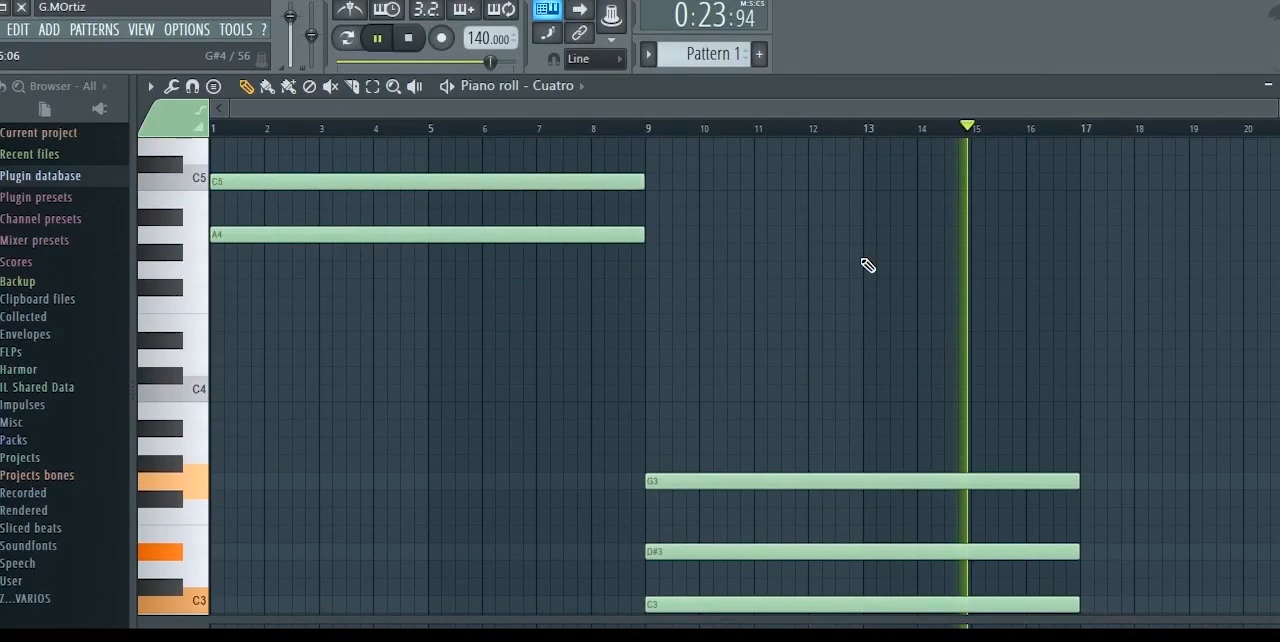 G.MOrtiz
EDIT ADD PATTERNS VIEW OPTIONS TOOLS ?
5:06 G#4 / 56
3.2.
140.000
Line
0:23:94
M:S:CS
Pattern 1
+
Browser - All
Piano roll - Cuatro
Current project
Recent files
Plugin database
Plugin presets
Channel presets
Mixer presets
Scores
Backup
Clipboard files
Collected
Envelopes
FLPs
Harmor
IL Shared Data
Impulses
Misc
Packs
Projects
Projects bones
Recorded
Rendered
Sliced beats
Soundfonts
Speech
User
Z...VARIOS
1 2 3 4 5 6 7 8 9 10 11 12 13 14 15 16 17 18 19 20
C5
C5
A4
C4
G3
D#3
C3
C3